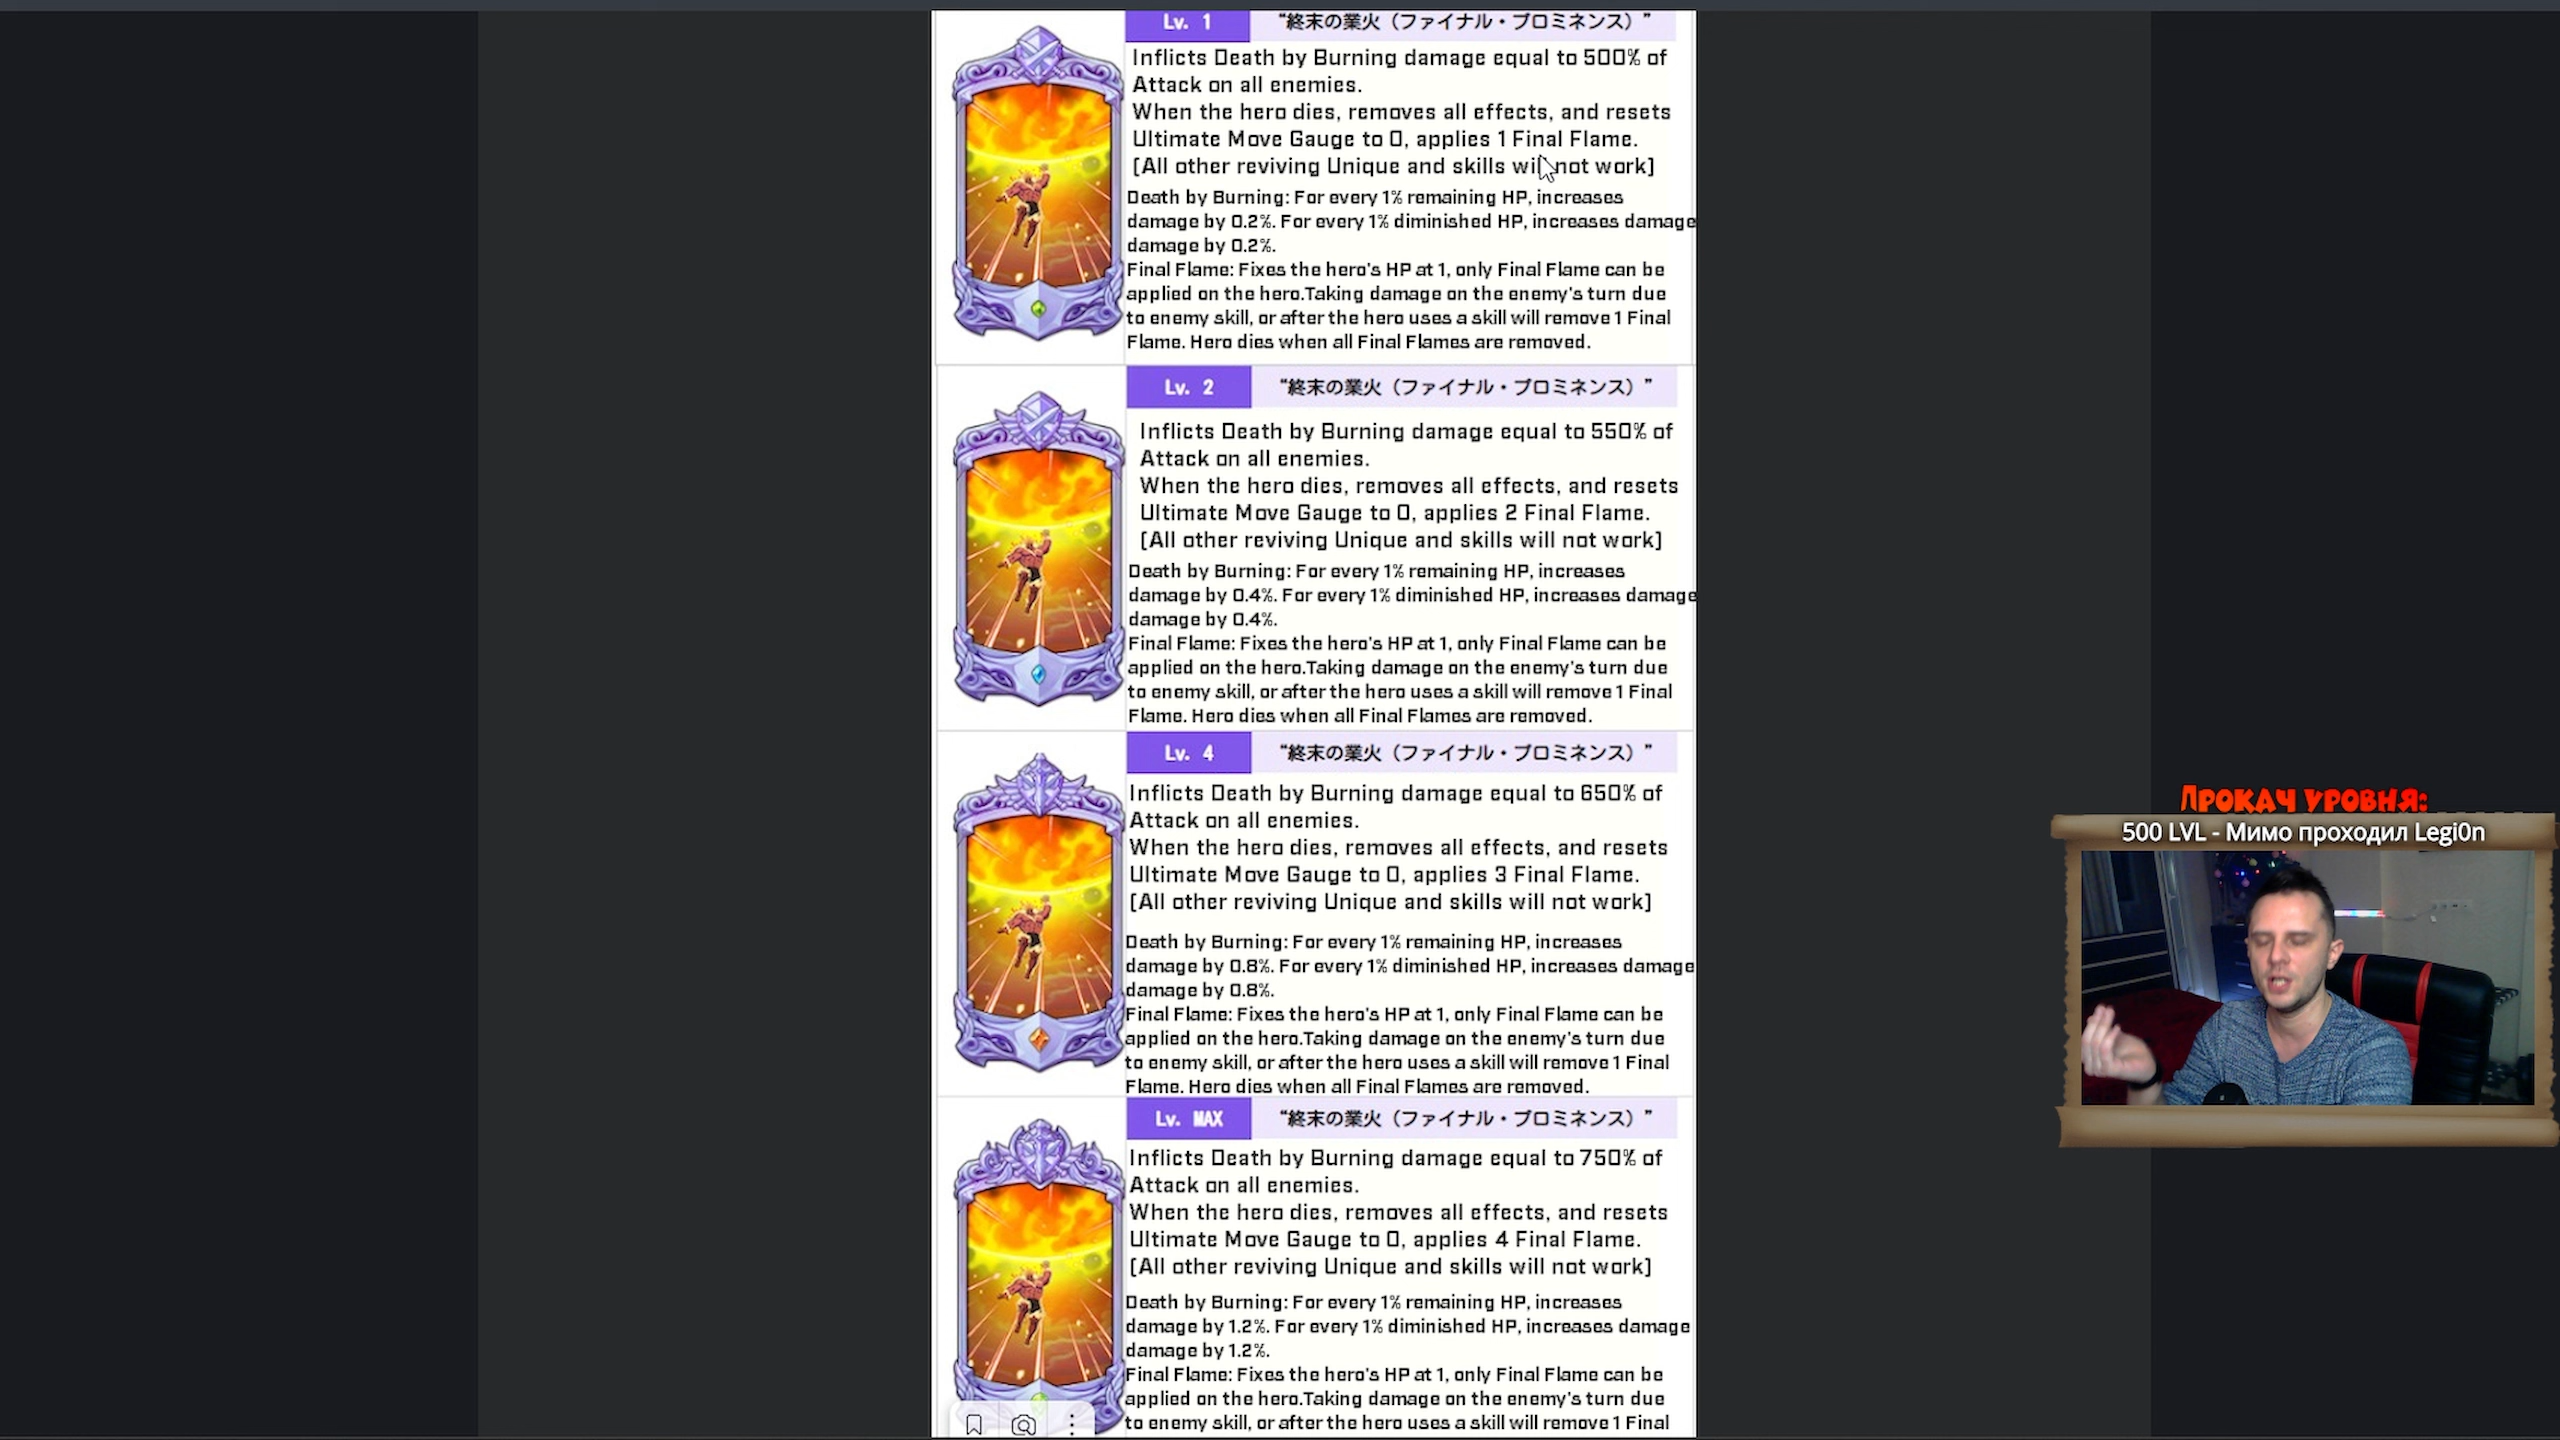 Lv. 1
“終末の業火（ファイナル・プロミネンス）”
Inflicts Death by Burning damage equal to 500% of
Attack on all enemies.
When the hero dies, removes all effects, and resets
Ultimate Move Gauge to 0, applies 1 Final Flame.
[All other reviving Unique and skills will not work]
Death by Burning: For every 1% remaining HP, increases
damage by 0.2%. For every 1% diminished HP, increases damage
damage by 0.2%.
Final Flame: Fixes the hero's HP at 1, only Final Flame can be
applied on the hero.Taking damage on the enemy's turn due
to enemy skill, or after the hero uses a skill will remove 1 Final
Flame. Hero dies when all Final Flames are removed.
Lv. 2
“終末の業火（ファイナル・プロミネンス）”
Inflicts Death by Burning damage equal to 550% of
Attack on all enemies.
When the hero dies, removes all effects, and resets
Ultimate Move Gauge to 0, applies 2 Final Flame.
[All other reviving Unique and skills will not work]
Death by Burning: For every 1% remaining HP, increases
damage by 0.4%. For every 1% diminished HP, increases damage
damage by 0.4%.
Final Flame: Fixes the hero's HP at 1, only Final Flame can be
applied on the hero.Taking damage on the enemy's turn due
to enemy skill, or after the hero uses a skill will remove 1 Final
Flame. Hero dies when all Final Flames are removed.
Lv. 4
“終末の業火（ファイナル・プロミネンス）”
Inflicts Death by Burning damage equal to 650% of
Attack on all enemies.
When the hero dies, removes all effects, and resets
Ultimate Move Gauge to 0, applies 3 Final Flame.
[All other reviving Unique and skills will not work]
Death by Burning: For every 1% remaining HP, increases
damage by 0.8%. For every 1% diminished HP, increases damage
damage by 0.8%.
Final Flame: Fixes the hero's HP at 1, only Final Flame can be
applied on the hero.Taking damage on the enemy's turn due
to enemy skill, or after the hero uses a skill will remove 1 Final
Flame. Hero dies when all Final Flames are removed.
Lv. MAX
“終末の業火（ファイナル・プロミネンス）”
Inflicts Death by Burning damage equal to 750% of
Attack on all enemies.
When the hero dies, removes all effects, and resets
Ultimate Move Gauge to 0, applies 4 Final Flame.
[All other reviving Unique and skills will not work]
Death by Burning: For every 1% remaining HP, increases
damage by 1.2%. For every 1% diminished HP, increases damage
damage by 1.2%.
Final Flame: Fixes the hero's HP at 1, only Final Flame can be
applied on the hero.Taking damage on the enemy's turn due
to enemy skill, or after the hero uses a skill will remove 1 Final
Прокач уровня:
500 LVL - Мимо проходил Legi0n